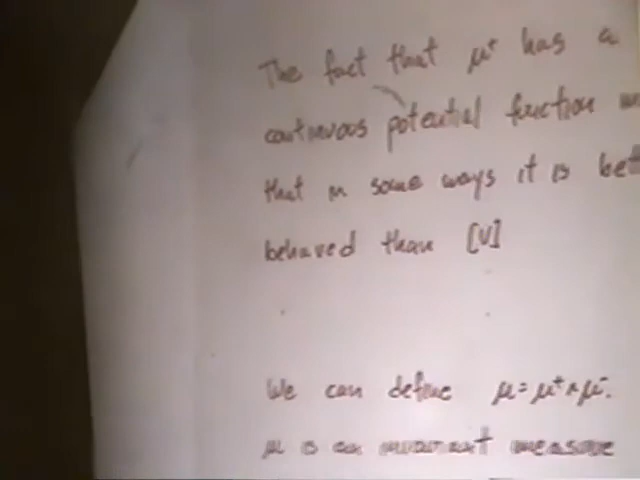 The fact that μ⁺ has a
continuous potential function
that in some ways it is
behaved than [V]
We can define μ = μ⁺ ∧ μ⁻.
μ is an invariant measure